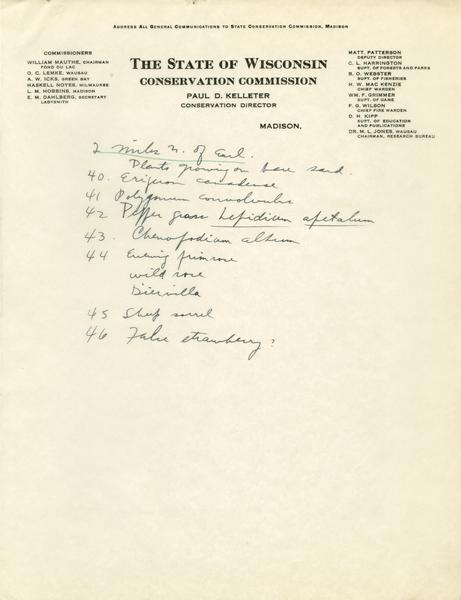 ADDRESS ALL GENERAL COMMUNICATIONS TO STATE CONSERVATION COMMISSION, MADISON
COMMISSIONERS
WILLIAM MAUTHE, CHAIRMAN
FOND DU LAC
O. C. LEMKE, WAUSAU
A. W. ICKS, GREEN BAY
HASKELL NOYES, MILWAUKEE
L. M. HOBBINS, MADISON
E. M. DAHLBERG, SECRETARY
LADYSMITH
THE STATE OF WISCONSIN
CONSERVATION COMMISSION
PAUL D. KELLETER
CONSERVATION DIRECTOR
MADISON,
MATT. PATTERSON
DEPUTY DIRECTOR
C. L. HARRINGTON
SUPT. OF FORESTS AND PARKS
B. O. WEBSTER
SUPT. OF FISHERIES
H. W. MAC KENZIE
CHIEF WARDEN
WM. F. GRIMMER
SUPT. OF GAME
F. G. WILSON
CHIEF FIRE WARDEN
D. H. KIPP
SUPT. OF EDUCATION
AND PUBLICATIONS
DR. M. L. JONES, WAUSAU
CHAIRMAN, RESEARCH BUREAU
2 miles N. of Earl.
Plants growing on bare sand.
40. Erigeron canadense
41 Polygonum convolvulus
42 Pepper grass Lepidium apetalum
43. Chenopodium album
44 Evening primrose
wild rose
Diervilla
45 Sheep sorrel
46 False strawberry?